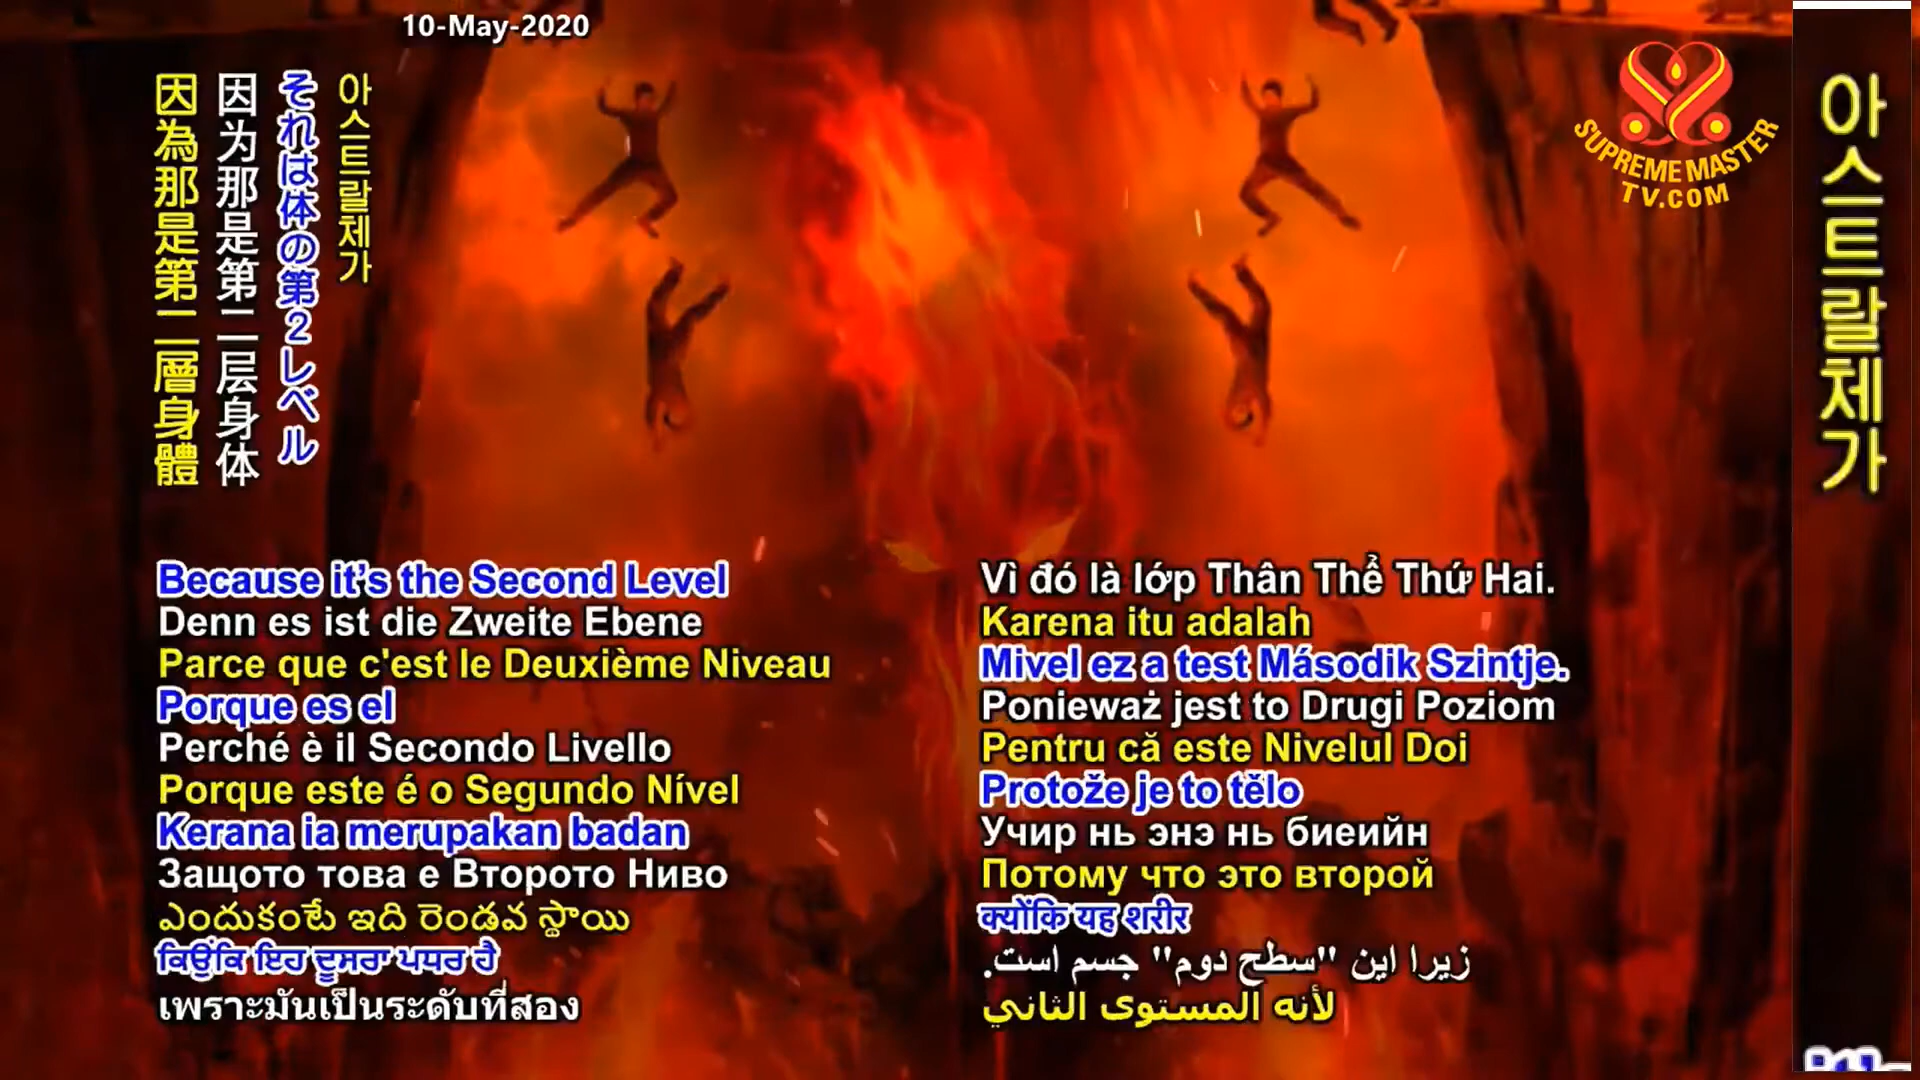 10-May-2020
SUPREME MASTER
TV.COM
아스트랄체가
それは体の第2レベル
因为那是第二层身体
因為那是第二層身體
아스트랄체가
Because it's the Second Level
Denn es ist die Zweite Ebene
Parce que c'est le Deuxième Niveau
Porque es el
Perché è il Secondo Livello
Porque este é o Segundo Nível
Kerana ia merupakan badan
Защото това е Второто Ниво
ఎందుకంటే ఇది రెండవ స్థాయి
ਕਿਉਂਕਿ ਇਹ ਦੂਸਰਾ ਪਧਰ ਹੈ
เพราะมันเป็นระดับที่สอง
Vì đó là lớp Thân Thể Thứ Hai.
Karena itu adalah
Mivel ez a test Második Szintje.
Ponieważ jest to Drugi Poziom
Pentru că este Nivelul Doi
Protože je to tělo
Учир нь энэ нь биеийн
Потому что это второй
क्योंकि यह शरीर
زیرا این "سطح دوم" جسم است.
لأنه المستوى الثاني